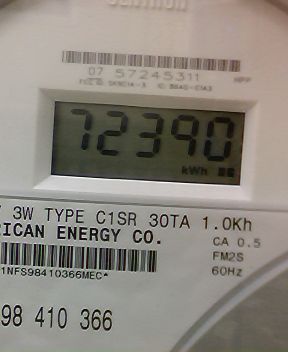 07 57245311
72390
kWh
3W TYPE C1SR 30TA 1.0Kh
RICAN ENERGY CO.
CA 0.5
FM2S
60Hz
1NFS98410366MEC*
98 410 366